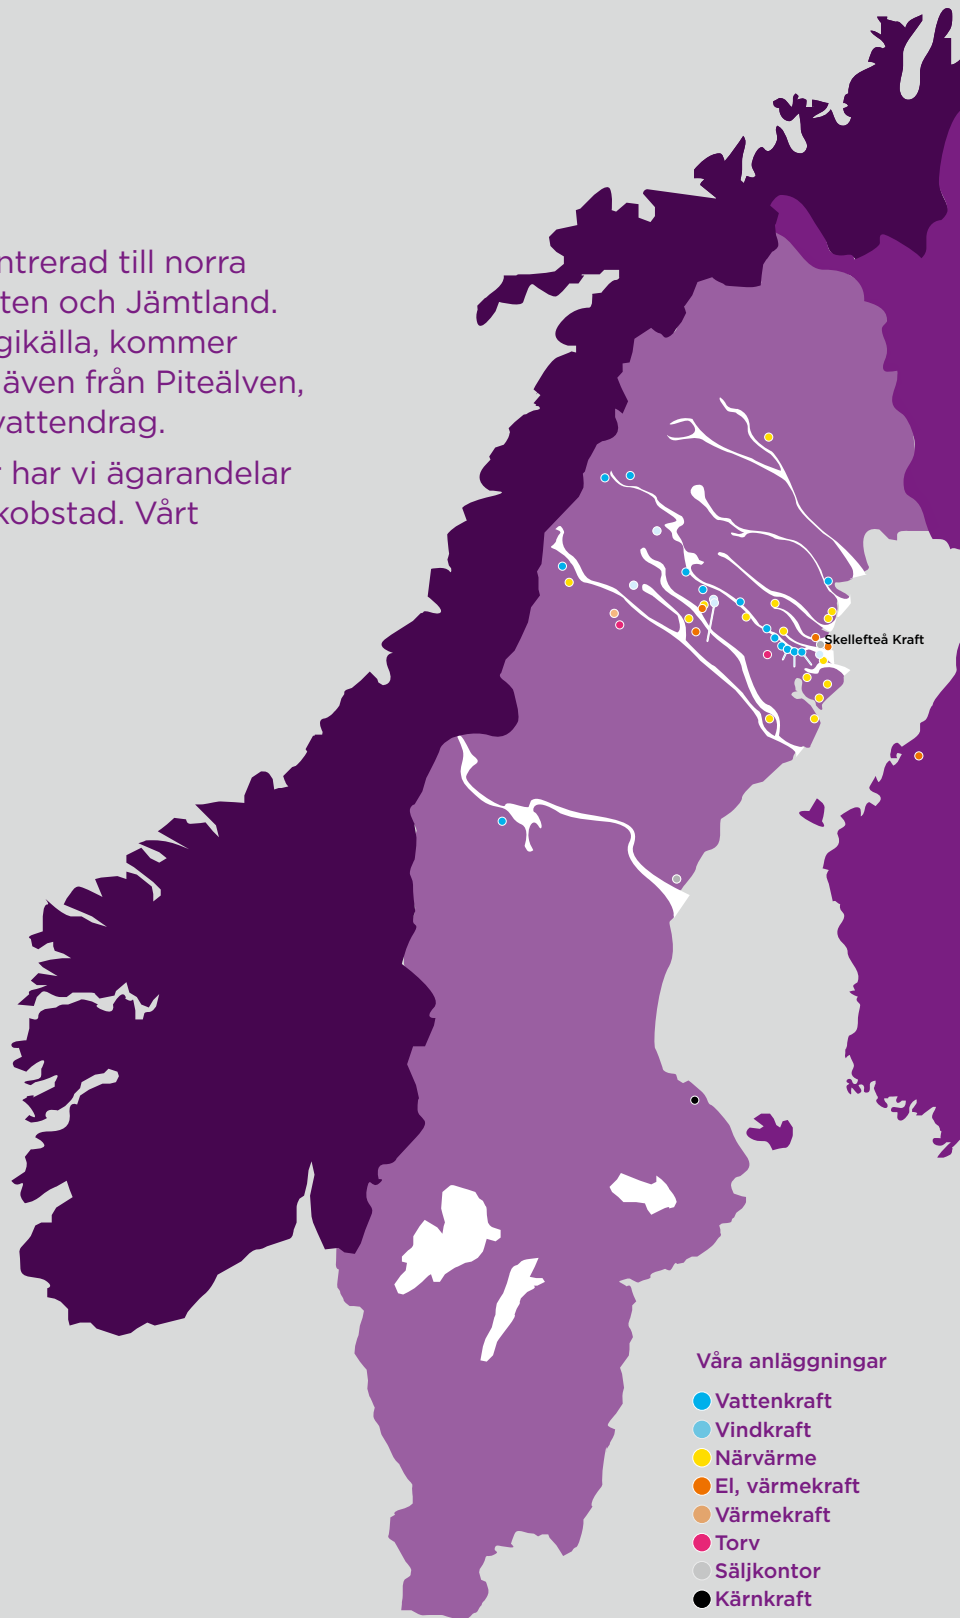 ntrerad till norra
ten och Jämtland.
gikälla, kommer
även från Piteälven,
vattendrag.
r har vi ägarandelar
kobstad. Vårt
Skellefteå Kraft
Våra anläggningar
Vattenkraft
Vindkraft
Närvärme
El, värmekraft
Värmekraft
Torv
Säljkontor
Kärnkraft